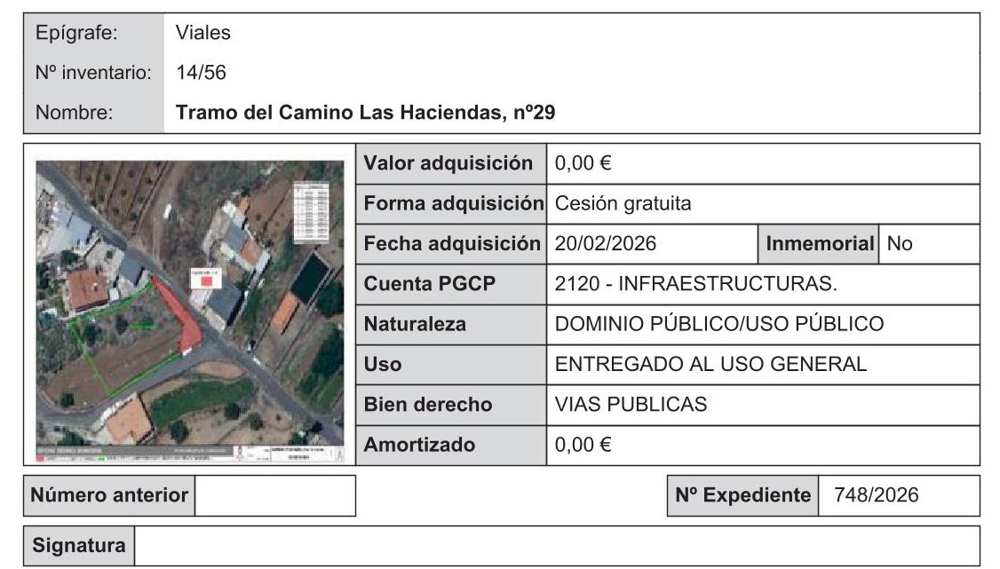 Epígrafe: Viales
Nº inventario: 14/56
Nombre: Tramo del Camino Las Haciendas, nº29
Valor adquisición 0,00 €
Forma adquisición Cesión gratuita
Fecha adquisición 20/02/2026 Inmemorial No
Cuenta PGCP 2120 - INFRAESTRUCTURAS.
Naturaleza DOMINIO PÚBLICO/USO PÚBLICO
Uso ENTREGADO AL USO GENERAL
Bien derecho VIAS PUBLICAS
Amortizado 0,00 €
Número anterior
Nº Expediente 748/2026
Signatura